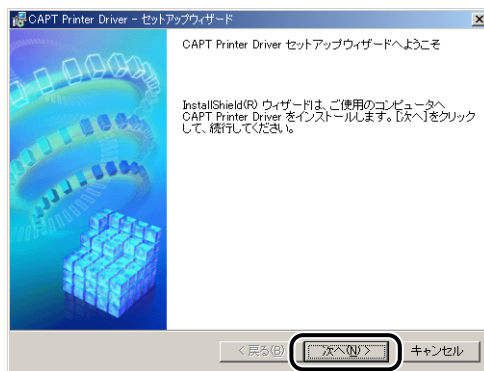 CAPT Printer Driver - セットアップウィザード
CAPT Printer Driver セットアップウィザードへようこそ
InstallShield(R) ウィザードは、ご使用のコンピュータへ
CAPT Printer Driver をインストールします。[次へ]をクリック
して、続行してください。
< 戻る(B) 次へ(N) > キャンセル